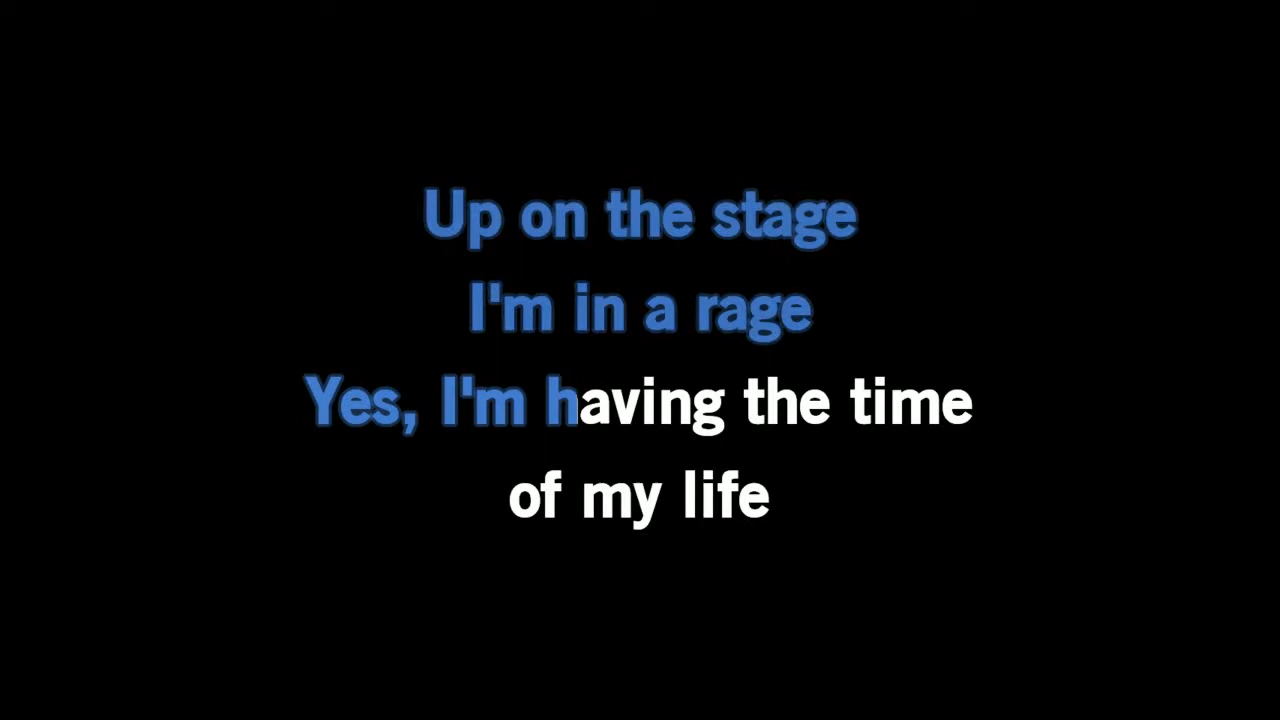 Up on the stage
I'm in a rage
Yes, I'm having the time
of my life